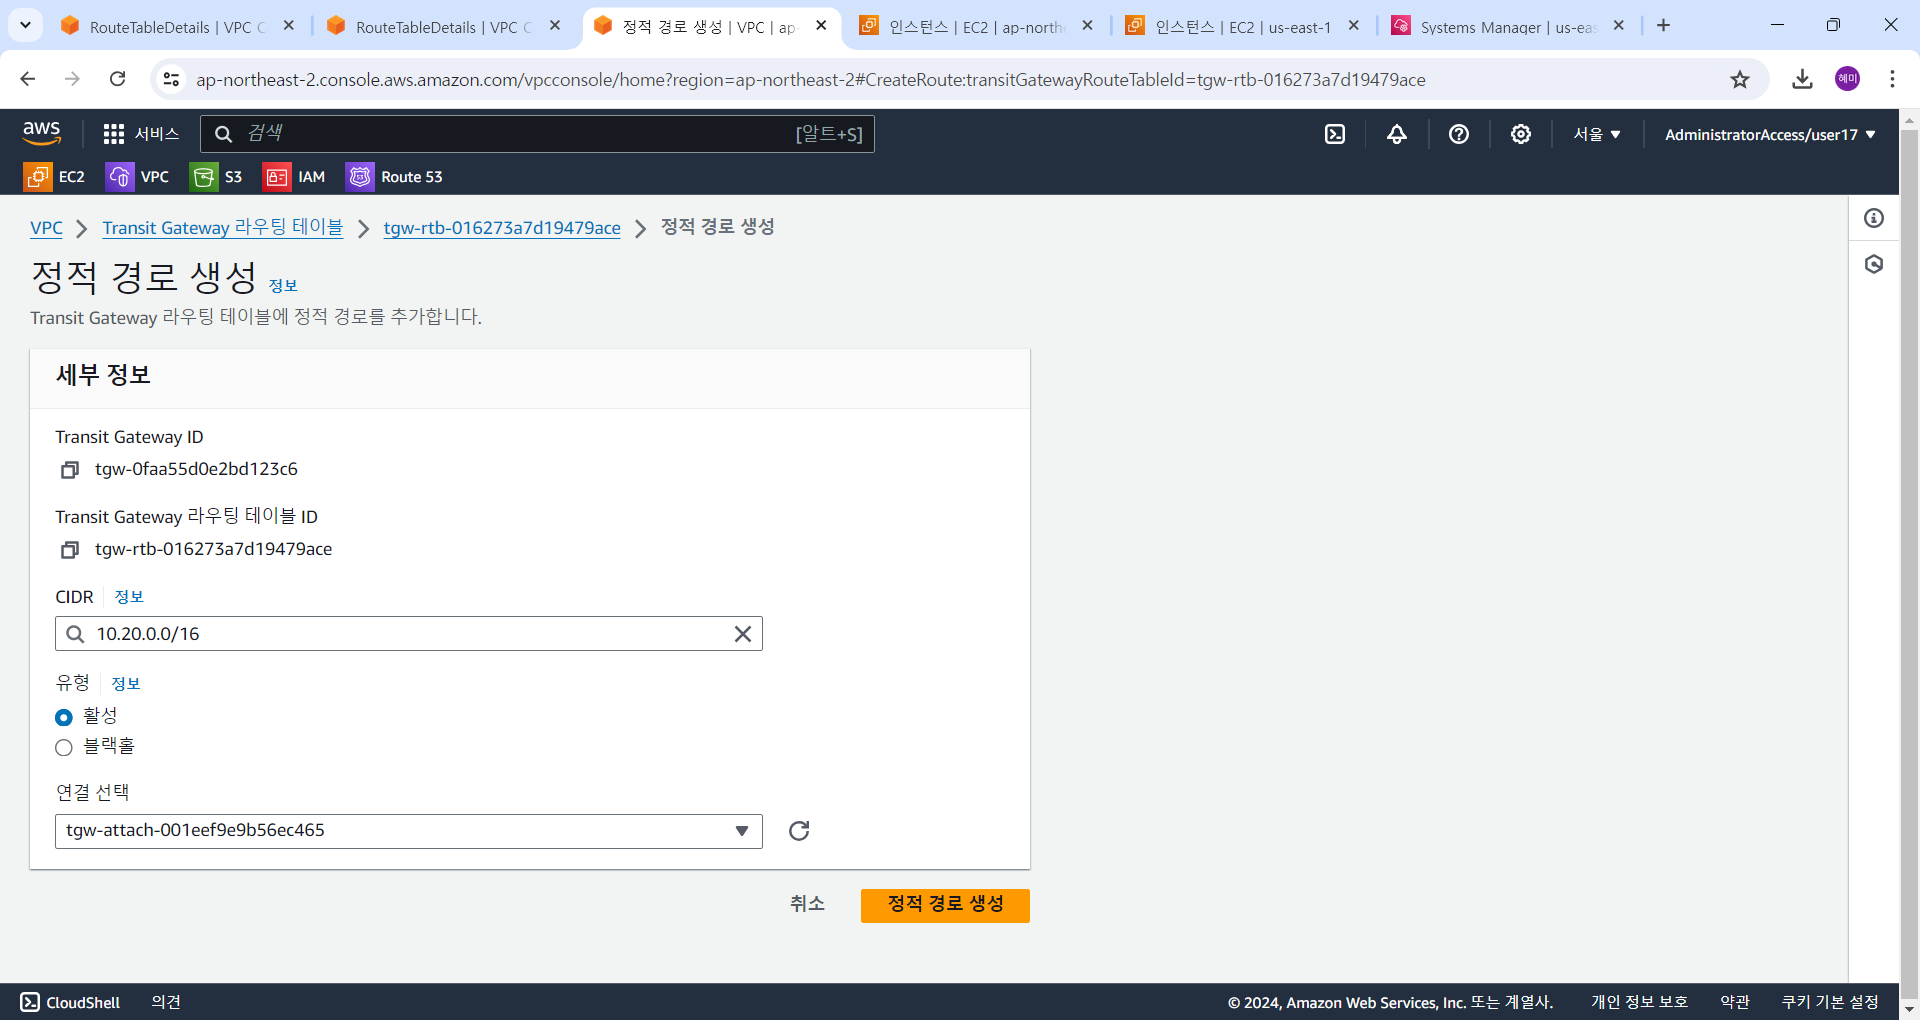 RouteTableDetails | VPC C
RouteTableDetails | VPC C
정적 경로 생성 | VPC | ap-
인스턴스 | EC2 | ap-north
인스턴스 | EC2 | us-east-1
Systems Manager | us-eas
ap-northeast-2.console.aws.amazon.com/vpcconsole/home?region=ap-northeast-2#CreateRoute:transitGatewayRouteTableId=tgw-rtb-016273a7d19479ace
혜미
aws
서비스
검색
[알트+S]
서울
AdministratorAccess/user17
EC2
VPC
S3
IAM
Route 53
VPC
Transit Gateway 라우팅 테이블
tgw-rtb-016273a7d19479ace
정적 경로 생성
정적 경로 생성 정보
Transit Gateway 라우팅 테이블에 정적 경로를 추가합니다.
세부 정보
Transit Gateway ID
tgw-0faa55d0e2bd123c6
Transit Gateway 라우팅 테이블 ID
tgw-rtb-016273a7d19479ace
CIDR 정보
10.20.0.0/16
유형 정보
활성
블랙홀
연결 선택
tgw-attach-001eef9e9b56ec465
취소
정적 경로 생성
CloudShell
의견
© 2024, Amazon Web Services, Inc. 또는 계열사.
개인 정보 보호
약관
쿠키 기본 설정